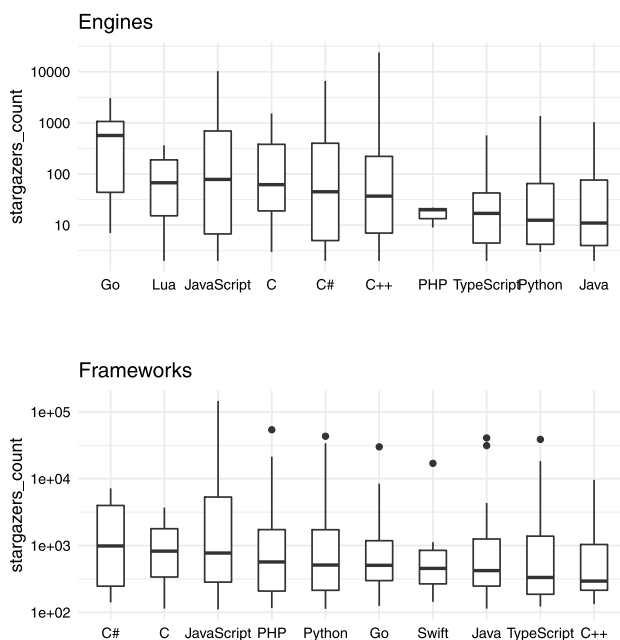 Engines
stargazers_count
10000
1000
100
10
Go Lua JavaScript C C# C++ PHP TypeScript Python Java
Frameworks
stargazers_count
1e+05
1e+04
1e+03
1e+02
C# C JavaScript PHP Python Go Swift Java TypeScript C++